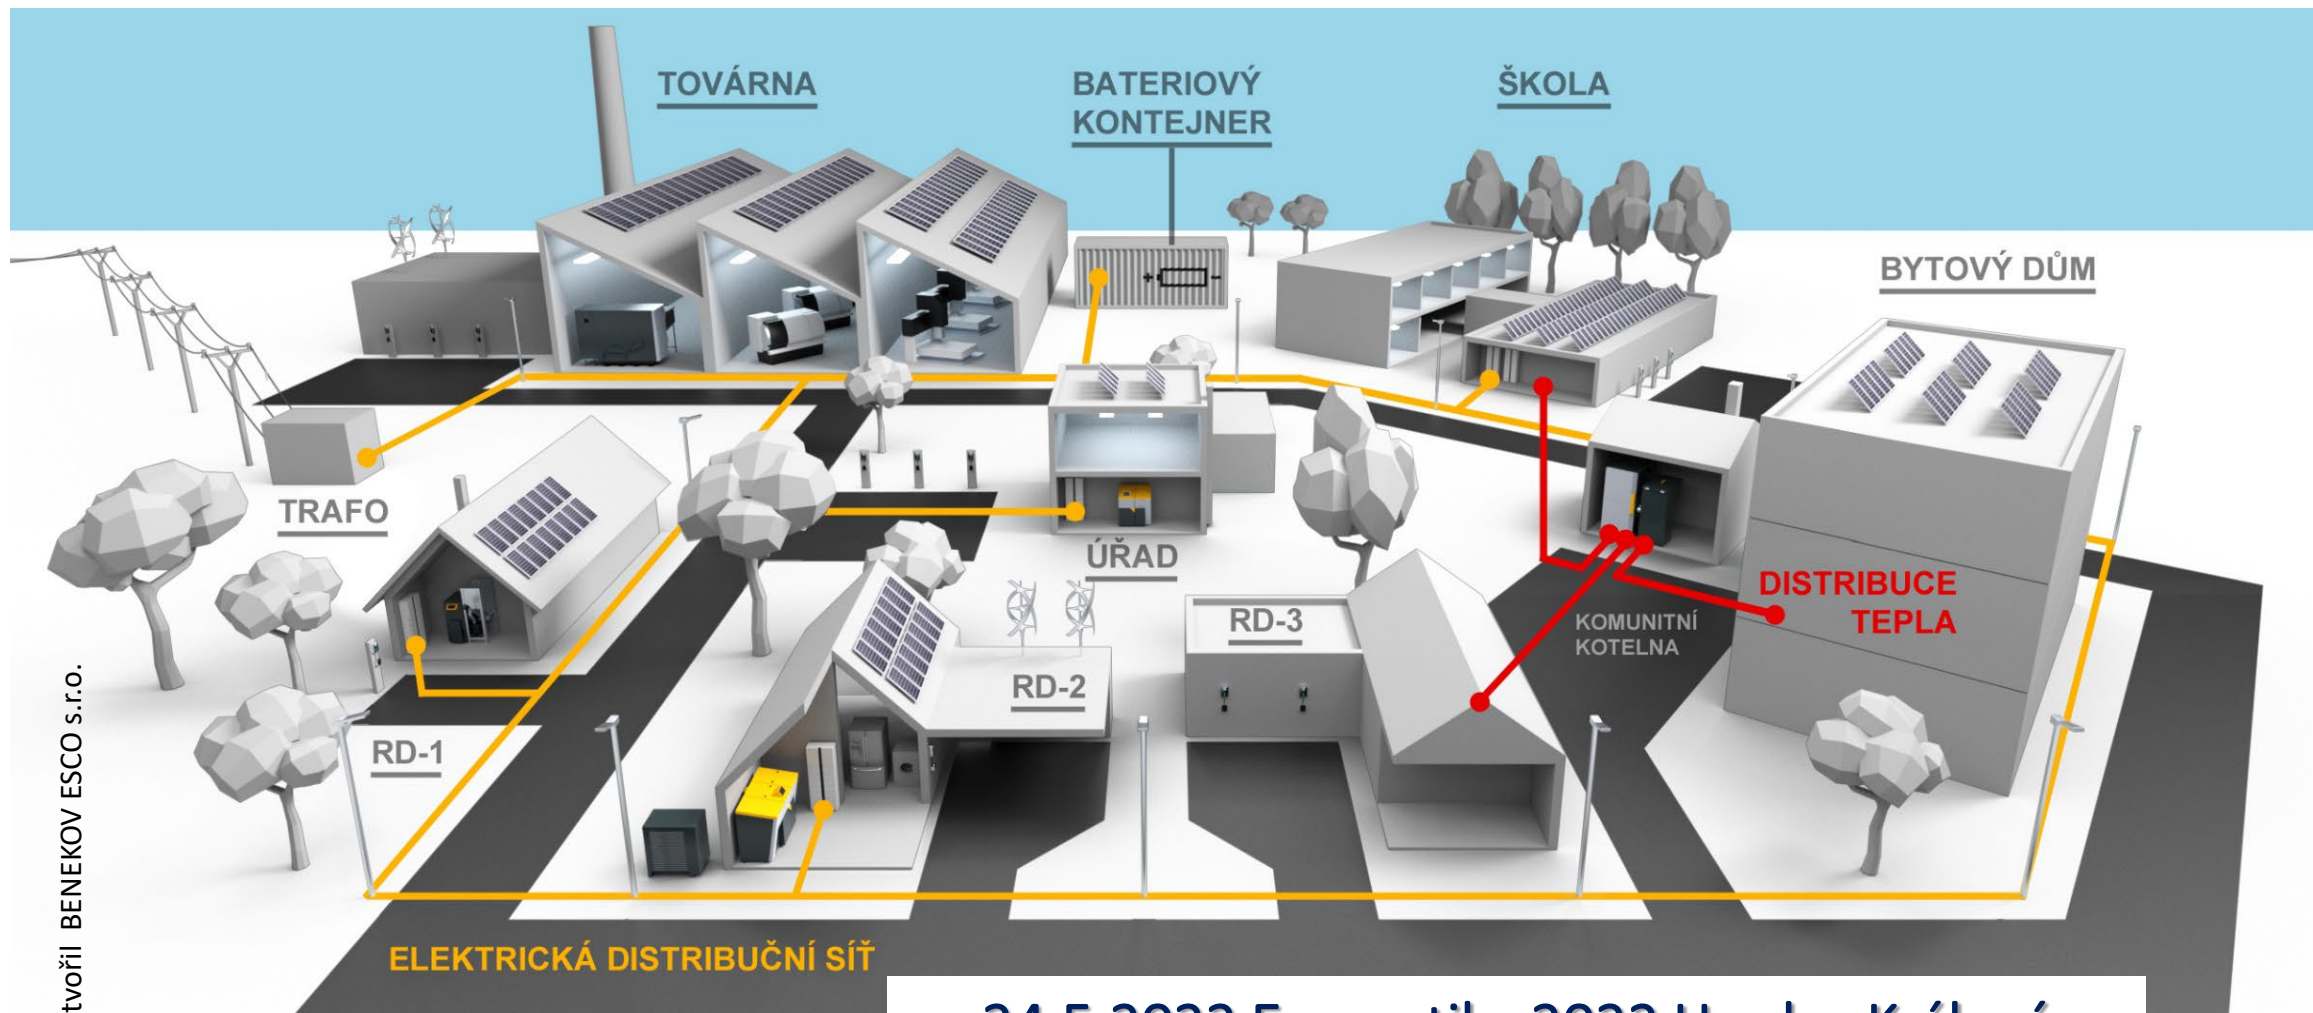 TOVÁRNA
BATERIOVÝ
KONTEJNER
ŠKOLA
BYTOVÝ DŮM
TRAFO
ÚŘAD
DISTRIBUCE
TEPLA
KOMUNITNÍ
KOTELNA
RD-3
RD-2
RD-1
ELEKTRICKÁ DISTRIBUČNÍ SÍŤ
tvořil BENEKOV ESCO s.r.o.